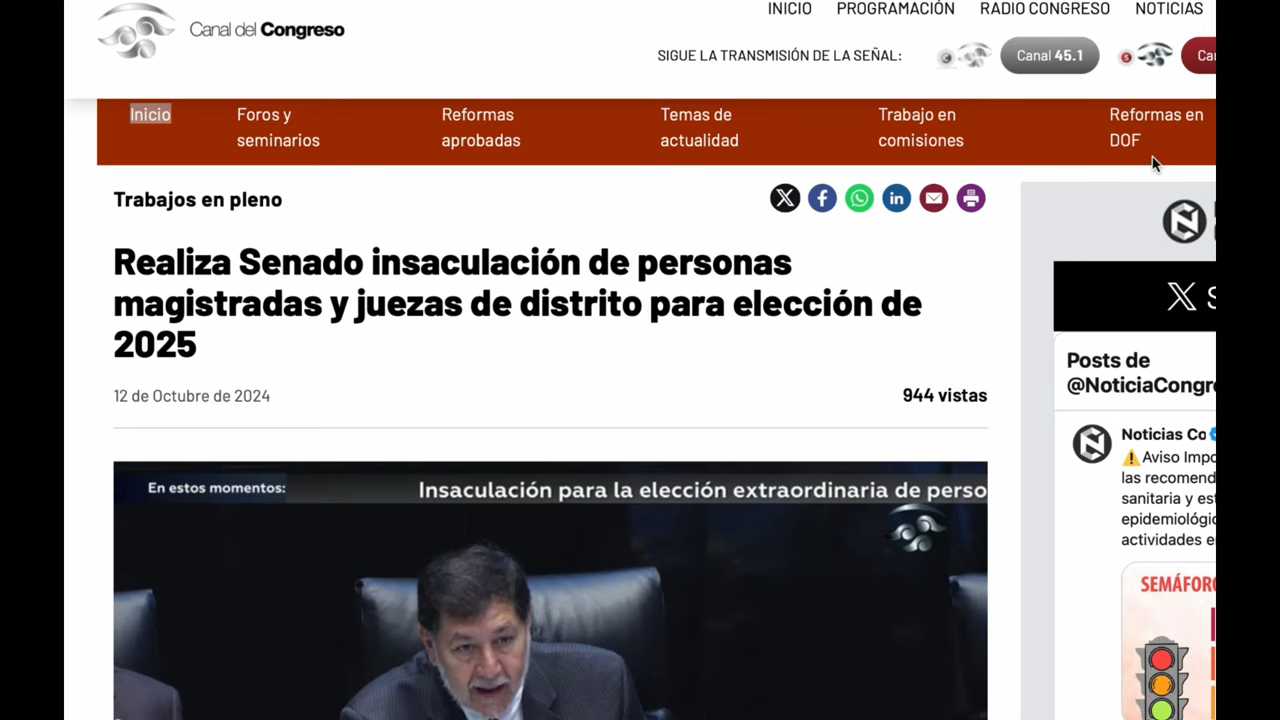 Canal del Congreso
INICIO PROGRAMACIÓN RADIO CONGRESO NOTICIAS
SIGUE LA TRANSMISIÓN DE LA SEÑAL: Canal 45.1
Inicio
Foros y
seminarios
Reformas
aprobadas
Temas de
actualidad
Trabajo en
comisiones
Reformas en
DOF
Trabajos en pleno
Realiza Senado insaculación de personas
magistradas y juezas de distrito para elección de
2025
12 de Octubre de 2024
944 vistas
En estos momentos: Insaculación para la elección extraordinaria de perso
Posts de
@NoticiaCongre
Noticias Co
Aviso Impo
las recomend
sanitaria y es
epidemiológic
actividades e
SEMÁFORO